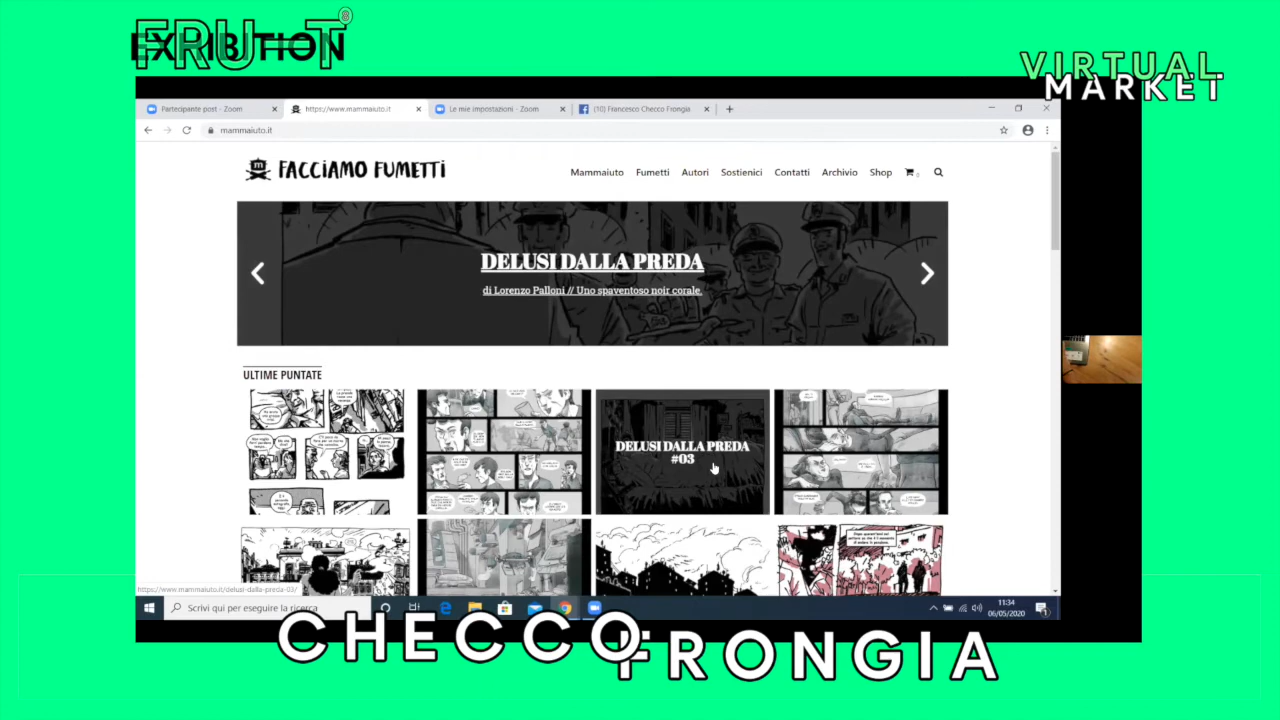 FRU T 8
EXHIBITION
VIRTUAL
MARKET
Partecipante post - Zoom
https://www.mammaiuto.it
Le mie impostazioni - Zoom
(10) Francesco Checco Frongia
mammaiuto.it
m FACCIAMO FUMETTI
Mammaiuto Fumetti Autori Sostienici Contatti Archivio Shop 0
DELUSI DALLA PREDA
di Lorenzo Palloni // Uno spaventoso noir corale.
ULTIME PUNTATE
DELUSI DALLA PREDA
#03
https://www.mammaiuto.it/delusi-dalla-preda-03/
Scrivi qui per eseguire la ricerca
11:34
06/05/2020
CHECCO
FRONGIA